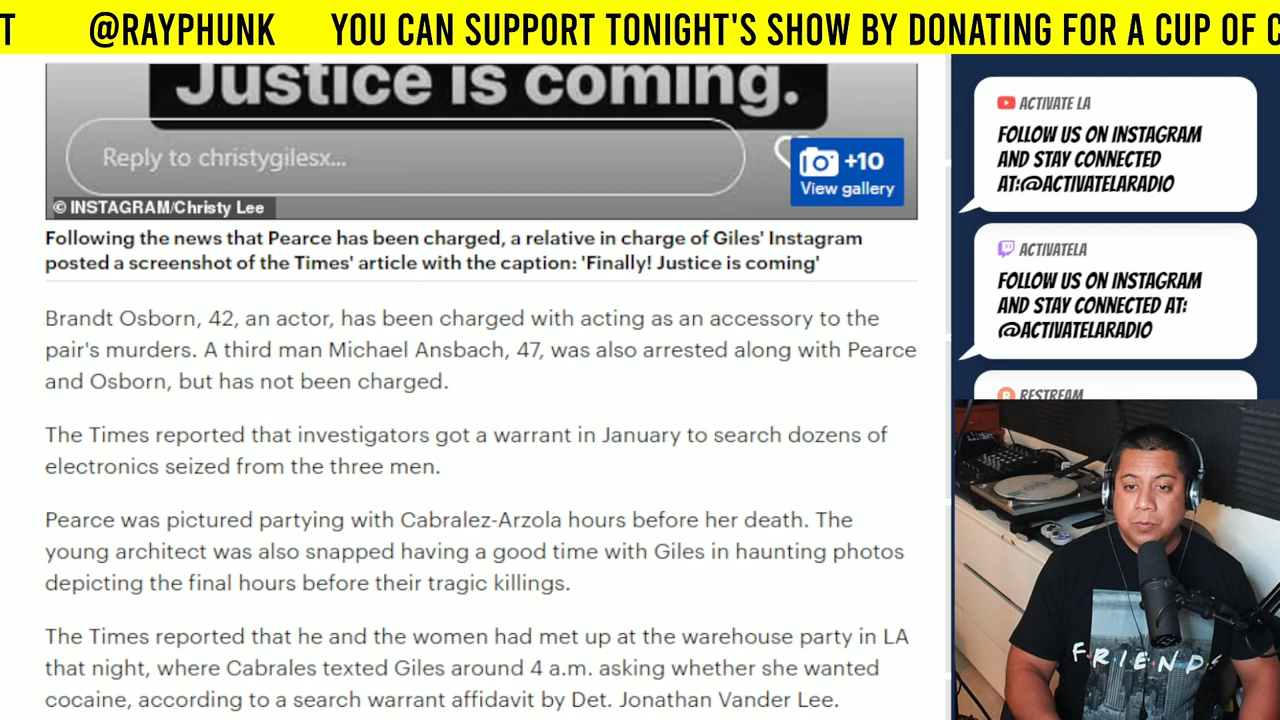 T @RAYPHUNK YOU CAN SUPPORT TONIGHT'S SHOW BY DONATING FOR A CUP OF C
Justice is coming.
Reply to christygilesx...
+10
View gallery
© INSTAGRAM/Christy Lee
Following the news that Pearce has been charged, a relative in charge of Giles' Instagram
posted a screenshot of the Times' article with the caption: 'Finally! Justice is coming'
Brandt Osborn, 42, an actor, has been charged with acting as an accessory to the
pair's murders. A third man Michael Ansbach, 47, was also arrested along with Pearce
and Osborn, but has not been charged.
The Times reported that investigators got a warrant in January to search dozens of
electronics seized from the three men.
Pearce was pictured partying with Cabralez-Arzola hours before her death. The
young architect was also snapped having a good time with Giles in haunting photos
depicting the final hours before their tragic killings.
The Times reported that he and the women had met up at the warehouse party in LA
that night, where Cabrales texted Giles around 4 a.m. asking whether she wanted
cocaine, according to a search warrant affidavit by Det. Jonathan Vander Lee.
ACTIVATE LA
FOLLOW US ON INSTAGRAM
AND STAY CONNECTED
AT:@ACTIVATELARADIO
ACTIVATELA
FOLLOW US ON INSTAGRAM
AND STAY CONNECTED AT:
@ACTIVATELARADIO
RESTREAM
FRIENDS